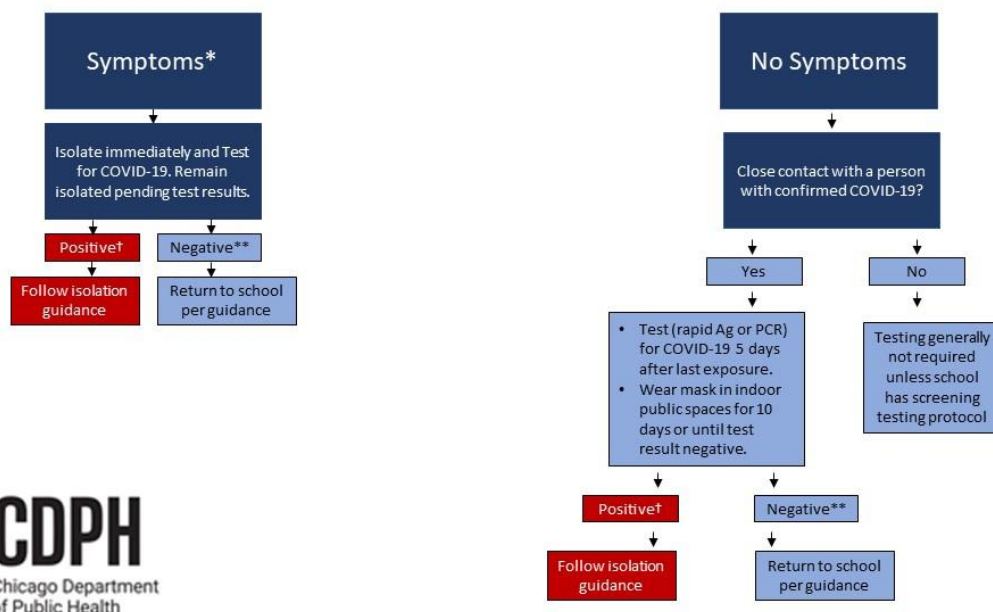 Symptoms*
Isolate immediately and Test
for COVID-19. Remain
isolated pending test results.
Positive†
Negative**
Follow isolation
guidance
Return to school
per guidance
No Symptoms
Close contact with a person
with confirmed COVID-19?
Yes
No
• Test (rapid Ag or PCR)
for COVID-19 5 days
after last exposure.
• Wear mask in indoor
public spaces for 10
days or until test
result negative.
Testing generally
not required
unless school
has screening
testing protocol
Positive†
Negative**
Follow isolation
guidance
Return to school
per guidance
CDPH
Chicago Department
of Public Health